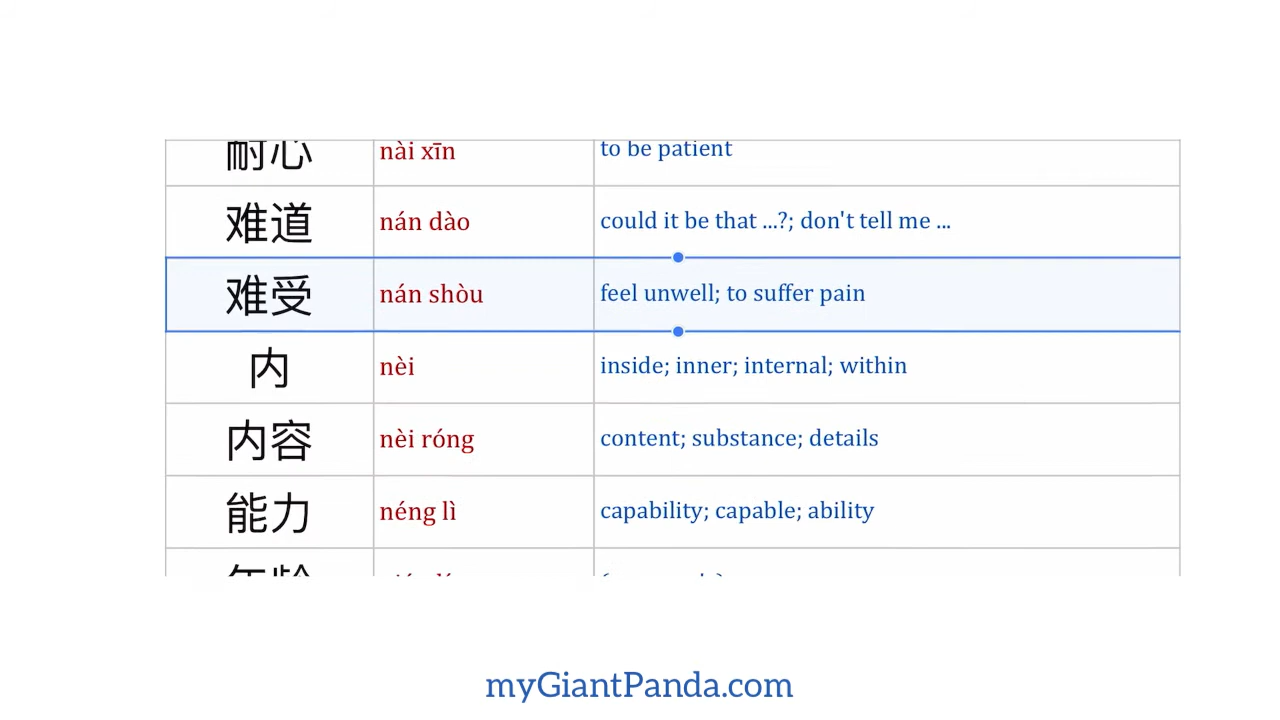 耐心 nài xīn to be patient
难道 nán dào could it be that ...?; don't tell me ...
难受 nán shòu feel unwell; to suffer pain
内 nèi inside; inner; internal; within
内容 nèi róng content; substance; details
能力 néng lì capability; capable; ability
myGiantPanda.com